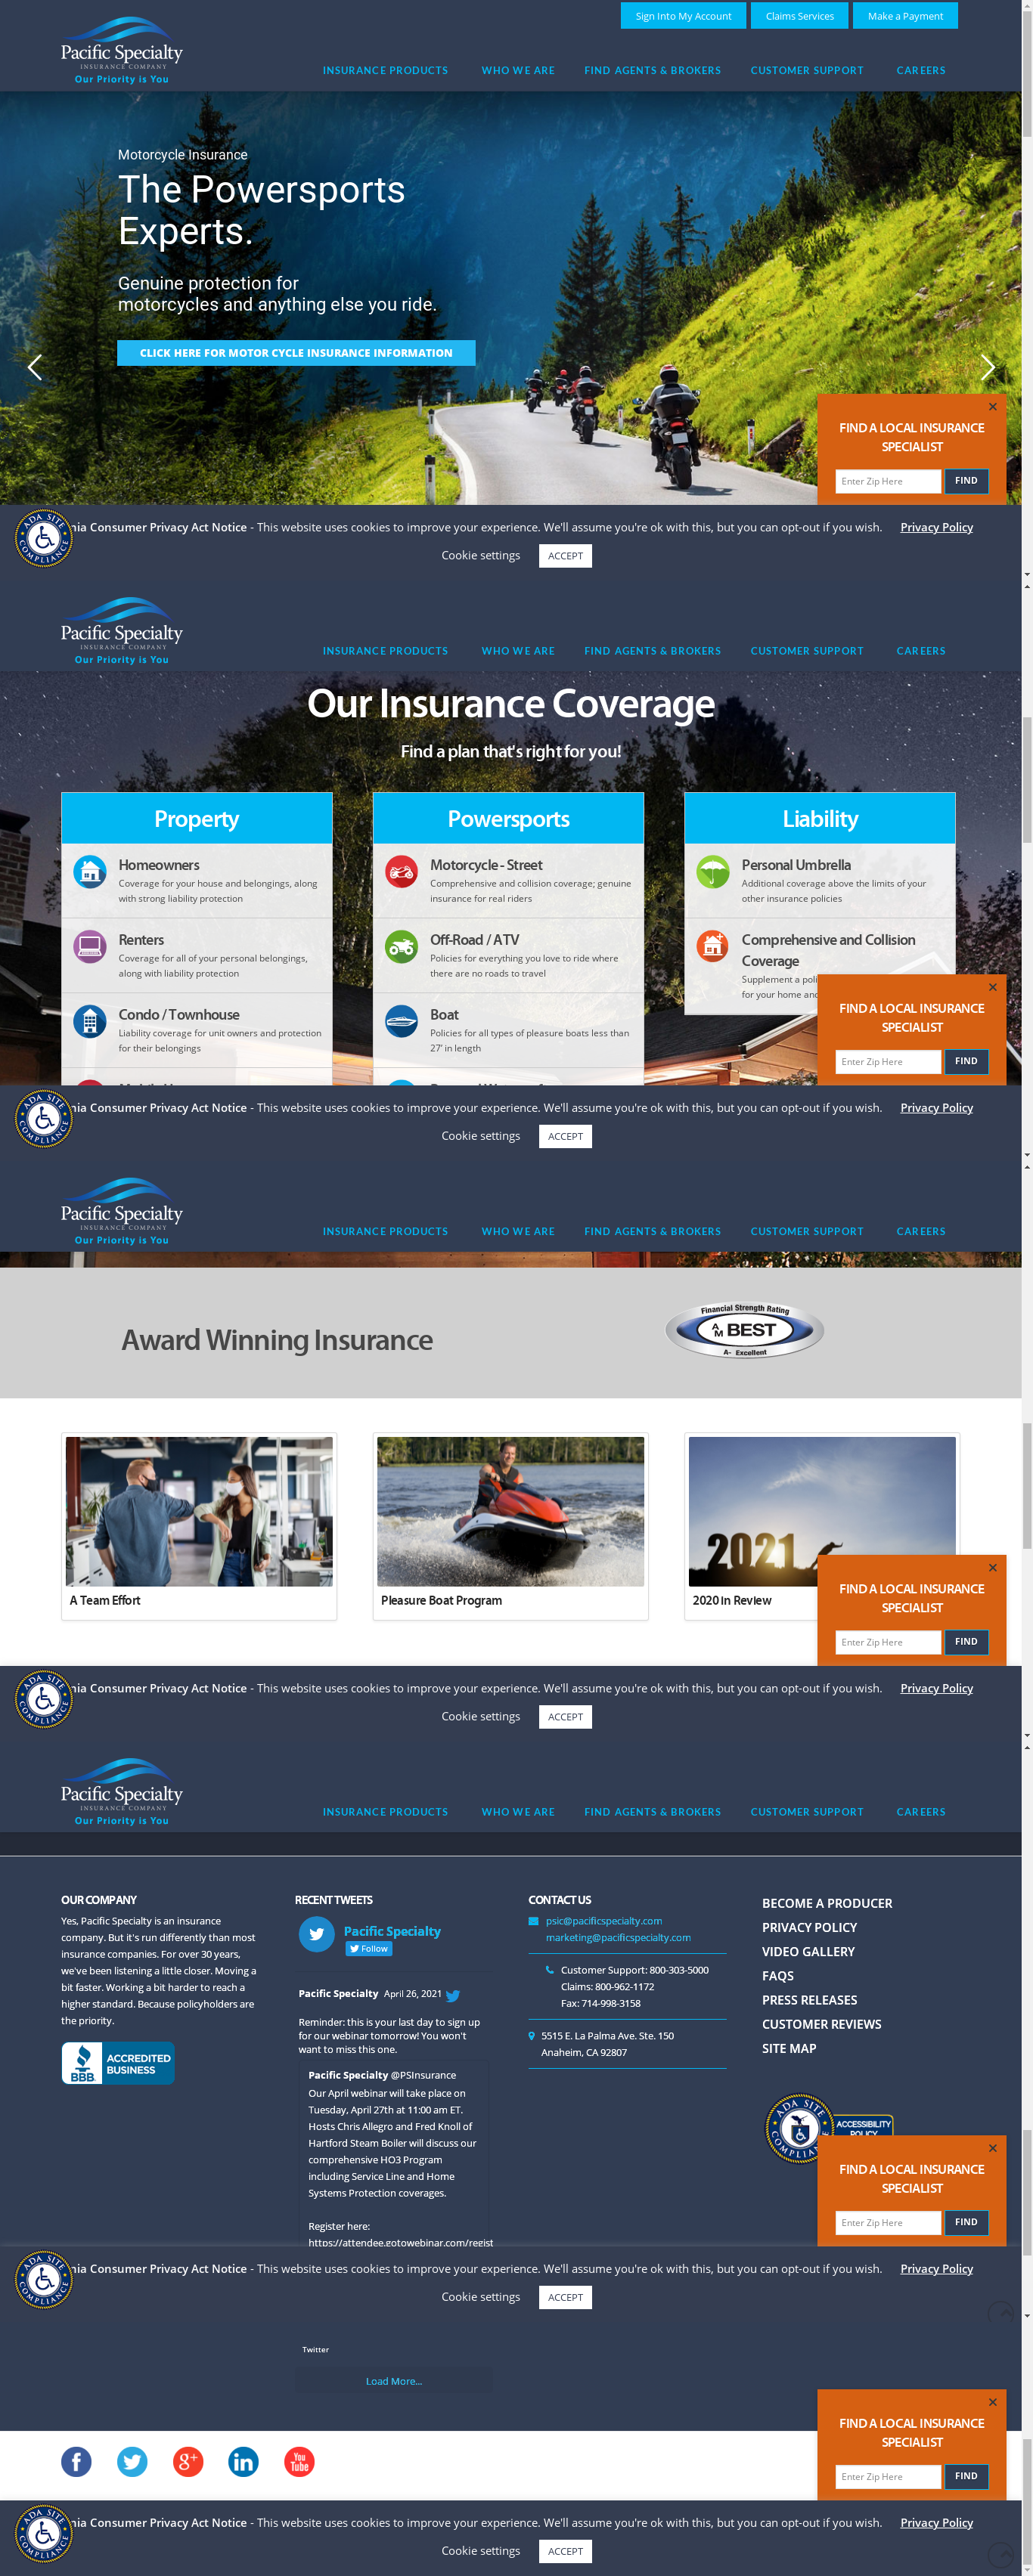 Sign Into My Account
Claims Services
Make a Payment
Pacific Specialty
INSURANCE COMPANY
Our Priority is You
INSURANCE PRODUCTS
WHO WE ARE
FIND AGENTS & BROKERS
CUSTOMER SUPPORT
CAREERS
Motorcycle Insurance
The Powersports
Experts.
Genuine protection for
motorcycles and anything else you ride.
CLICK HERE FOR MOTOR CYCLE INSURANCE INFORMATION
FIND A LOCAL INSURANCE
SPECIALIST
Enter Zip Here
FIND
ADA SITE COMPLIANCE
nia Consumer Privacy Act Notice - This website uses cookies to improve your experience. We'll assume you're ok with this, but you can opt-out if you wish. Privacy Policy
Cookie settings
ACCEPT
Pacific Specialty
INSURANCE COMPANY
Our Priority is You
INSURANCE PRODUCTS
WHO WE ARE
FIND AGENTS & BROKERS
CUSTOMER SUPPORT
CAREERS
Our Insurance Coverage
Find a plan that's right for you!
Property
Homeowners
Coverage for your house and belongings, along
with strong liability protection
Renters
Coverage for all of your personal belongings,
along with liability protection
Condo / Townhouse
Liability coverage for unit owners and protection
for their belongings
Powersports
Motorcycle - Street
Comprehensive and collision coverage; genuine
insurance for real riders
Off-Road / ATV
Policies for everything you love to ride where
there are no roads to travel
Boat
Policies for all types of pleasure boats less than
27' in length
Liability
Personal Umbrella
Additional coverage above the limits of your
other insurance policies
Comprehensive and Collision
Coverage
Supplement a poli
for your home and
FIND A LOCAL INSURANCE
SPECIALIST
Enter Zip Here
FIND
ADA SITE COMPLIANCE
nia Consumer Privacy Act Notice - This website uses cookies to improve your experience. We'll assume you're ok with this, but you can opt-out if you wish. Privacy Policy
Cookie settings
ACCEPT
Pacific Specialty
INSURANCE COMPANY
Our Priority is You
INSURANCE PRODUCTS
WHO WE ARE
FIND AGENTS & BROKERS
CUSTOMER SUPPORT
CAREERS
Award Winning Insurance
Financial Strength Rating
AM BEST
A- Excellent
A Team Effort
Pleasure Boat Program
2021
2020 in Review
FIND A LOCAL INSURANCE
SPECIALIST
Enter Zip Here
FIND
ADA SITE COMPLIANCE
nia Consumer Privacy Act Notice - This website uses cookies to improve your experience. We'll assume you're ok with this, but you can opt-out if you wish. Privacy Policy
Cookie settings
ACCEPT
Pacific Specialty
INSURANCE COMPANY
Our Priority is You
INSURANCE PRODUCTS
WHO WE ARE
FIND AGENTS & BROKERS
CUSTOMER SUPPORT
CAREERS
OUR COMPANY
Yes, Pacific Specialty is an insurance
company. But it's run differently than most
insurance companies. For over 30 years,
we've been listening a little closer. Moving a
bit faster. Working a bit harder to reach a
higher standard. Because policyholders are
the priority.
BBB
ACCREDITED
BUSINESS
RECENT TWEETS
Pacific Specialty
Follow
Pacific Specialty April 26, 2021
Reminder: this is your last day to sign up
for our webinar tomorrow! You won't
want to miss this one.
Pacific Specialty @PSInsurance
Our April webinar will take place on
Tuesday, April 27th at 11:00 am ET.
Hosts Chris Allegro and Fred Knoll of
Hartford Steam Boiler will discuss our
comprehensive HO3 Program
including Service Line and Home
Systems Protection coverages.
Register here:
https://attendee.gotowebinar.com/regist
CONTACT US
psic@pacificspecialty.com
marketing@pacificspecialty.com
Customer Support: 800-303-5000
Claims: 800-962-1172
Fax: 714-998-3158
5515 E. La Palma Ave. Ste. 150
Anaheim, CA 92807
BECOME A PRODUCER
PRIVACY POLICY
VIDEO GALLERY
FAQS
PRESS RELEASES
CUSTOMER REVIEWS
SITE MAP
ADA SITE COMPLIANCE
ACCESSIBILITY
POLICY
FIND A LOCAL INSURANCE
SPECIALIST
Enter Zip Here
FIND
ADA SITE COMPLIANCE
nia Consumer Privacy Act Notice - This website uses cookies to improve your experience. We'll assume you're ok with this, but you can opt-out if you wish. Privacy Policy
Cookie settings
ACCEPT
Twitter
Load More...
FIND A LOCAL INSURANCE
SPECIALIST
Enter Zip Here
FIND
You
Tube
ADA SITE COMPLIANCE
nia Consumer Privacy Act Notice - This website uses cookies to improve your experience. We'll assume you're ok with this, but you can opt-out if you wish. Privacy Policy
Cookie settings
ACCEPT